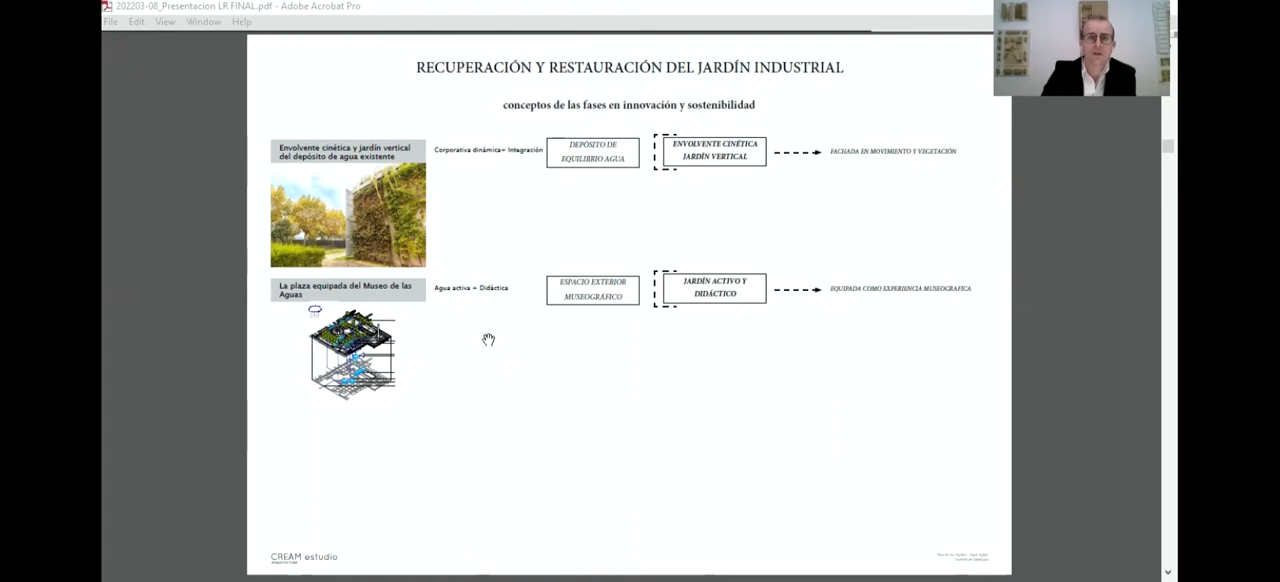 202203-08_Presentacion LR FINAL.pdf - Adobe Acrobat Pro
File Edit View Window Help
RECUPERACIÓN Y RESTAURACIÓN DEL JARDÍN INDUSTRIAL
conceptos de las fases en innovación y sostenibilidad
Envolvente cinética y jardín vertical
del depósito de agua existente
Corporativa dinámica+ Integración
DEPÓSITO DE
EQUILIBRIO AGUA
ENVOLVENTE CINÉTICA
JARDÍN VERTICAL
FACHADA EN MOVIMIENTO Y VEGETACIÓN
La plaza equipada del Museo de las
Aguas
Agua activa + Didáctica
ESPACIO EXTERIOR
MUSEOGRÁFICO
JARDÍN ACTIVO Y
DIDÁCTICO
EQUIPADA COMO EXPERIENCIA MUSEOGRAFICA
CREAM estudio